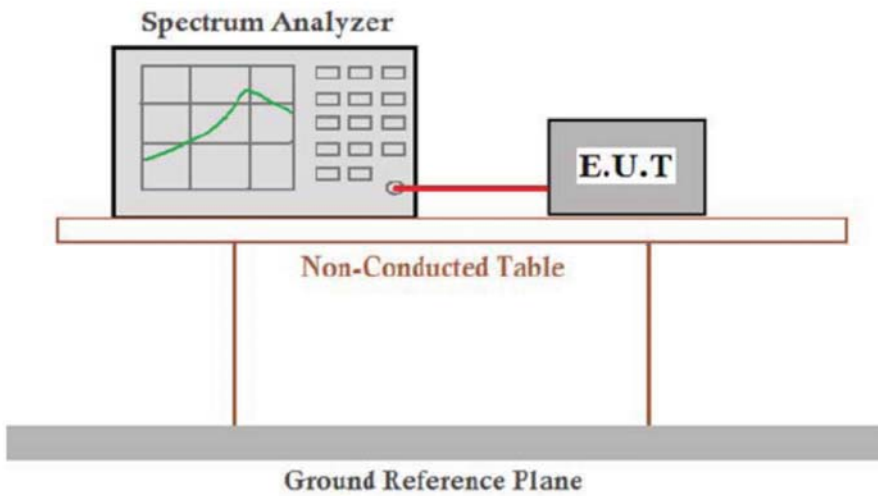 Spectrum Analyzer
E.U.T
Non-Conducted Table
Ground Reference Plane